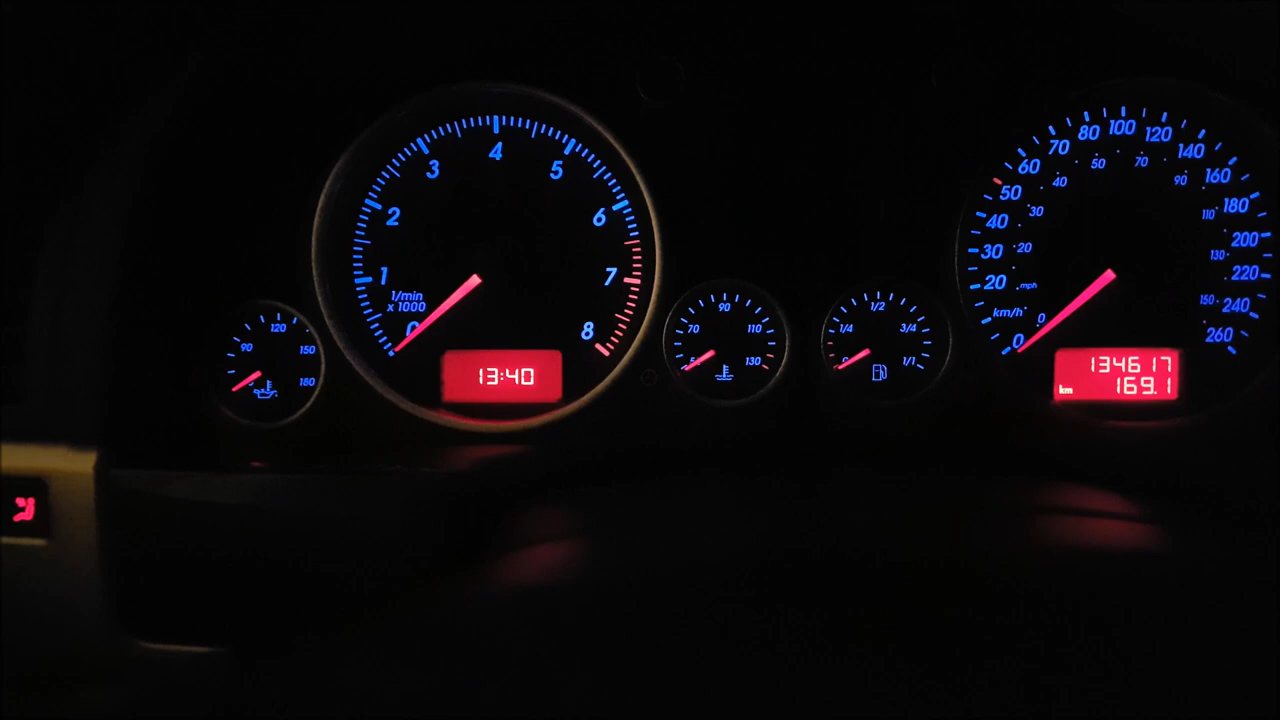 90 120 150 180
0 1 2 3 4 5 6 7 8
1/min
x 1000
13:40
70 90 110 130
1/4 1/2 3/4 1/1
0 20 30 40 50 60 70 80 100 120 140 160 180 200 220 240 260
km/h
0 20 30 40 50 70 90 110 130 150
mph
134617
km 169.1